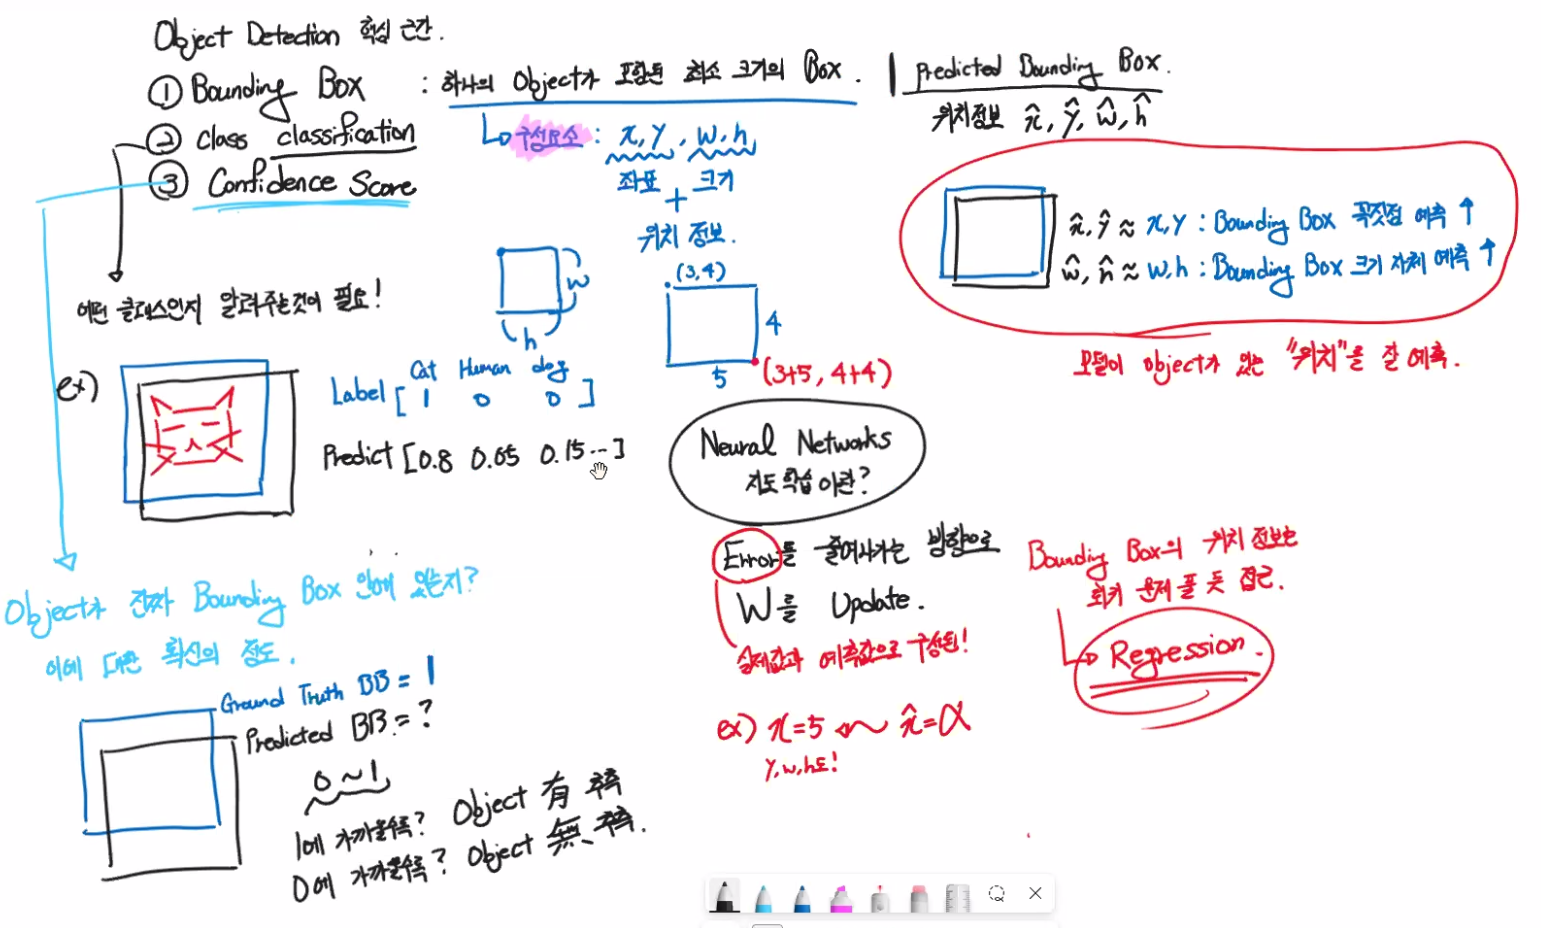 Object Detection 핵심 근간.
① Bounding Box : 하나의 Object가 포함된 최소 크기의 Box.
② class classification
③ Confidence Score
구성요소 : x, y, w, h
좌표 크기
+
위치 정보.
Predicted Bounding Box.
위치정보 x̂, ŷ, ŵ, ĥ
x̂, ŷ ≈ x, y : Bounding Box 꼭짓점 예측 ↑
ŵ, ĥ ≈ w, h : Bounding Box 크기 자체 예측 ↑
모델이 object가 있는 "위치"를 잘 예측.
어떤 클래스인지 알려주는것이 필요!
w
h
(3,4)
4
5
(3+5, 4+4)
ex)
Cat Human dog
Label [ 1 0 0 ]
Predict [0.8 0.05 0.15 ... ]
Neural Networks
지도학습이란?
Error를 줄여나가는 방향으로
W를 Update.
실제값과 예측값으로 구성된!
ex) x=5 x̂=α
y,w,h도!
Bounding Box의 위치 정보는
회귀 문제 풀 듯 접근.
Regression.
Object가 진짜 Bounding Box 안에 있는지?
이에 대한 확신의 정도.
Ground Truth BB = 1
Predicted BB = ?
0 ~ 1
1에 가까울수록? Object 有 추측
0에 가까울수록? Object 無 추측.